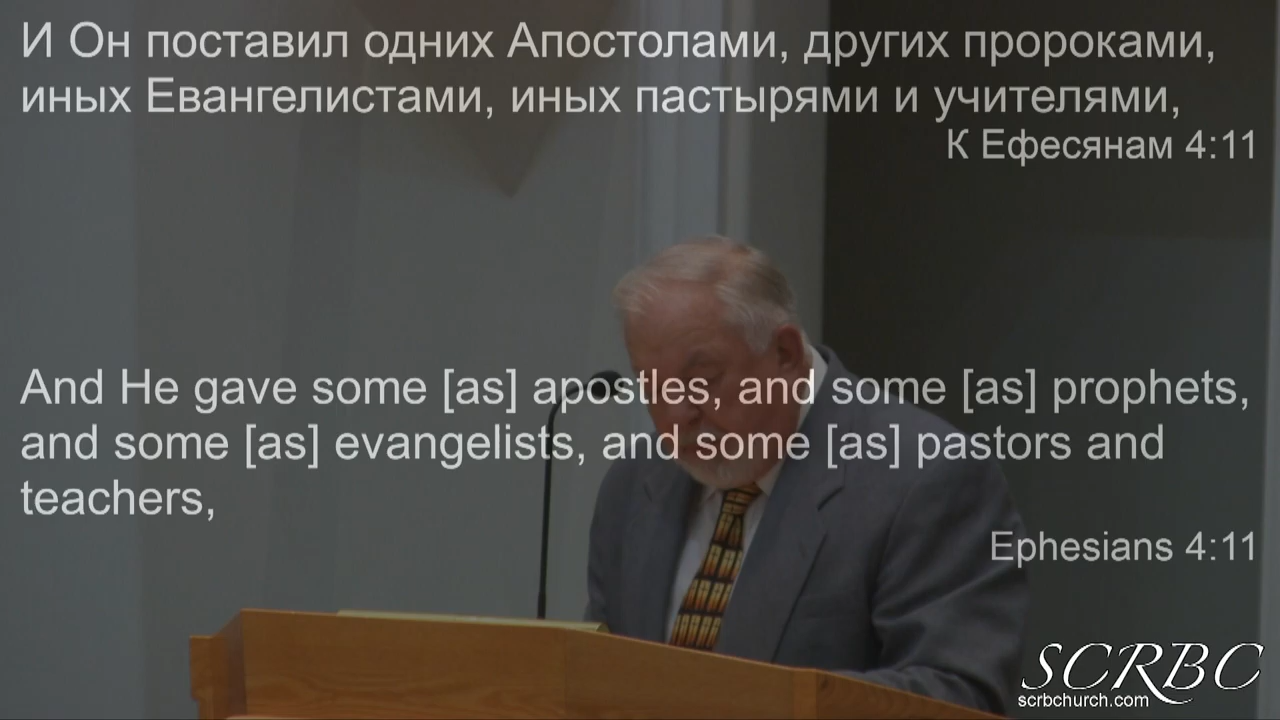 И Он поставил одних Апостолами, других пророками,
иных Евангелистами, иных пастырями и учителями,
К Ефесянам 4:11
And He gave some [as] apostles, and some [as] prophets,
and some [as] evangelists, and some [as] pastors and
teachers,
Ephesians 4:11
SCRBC
scrbchurch.com